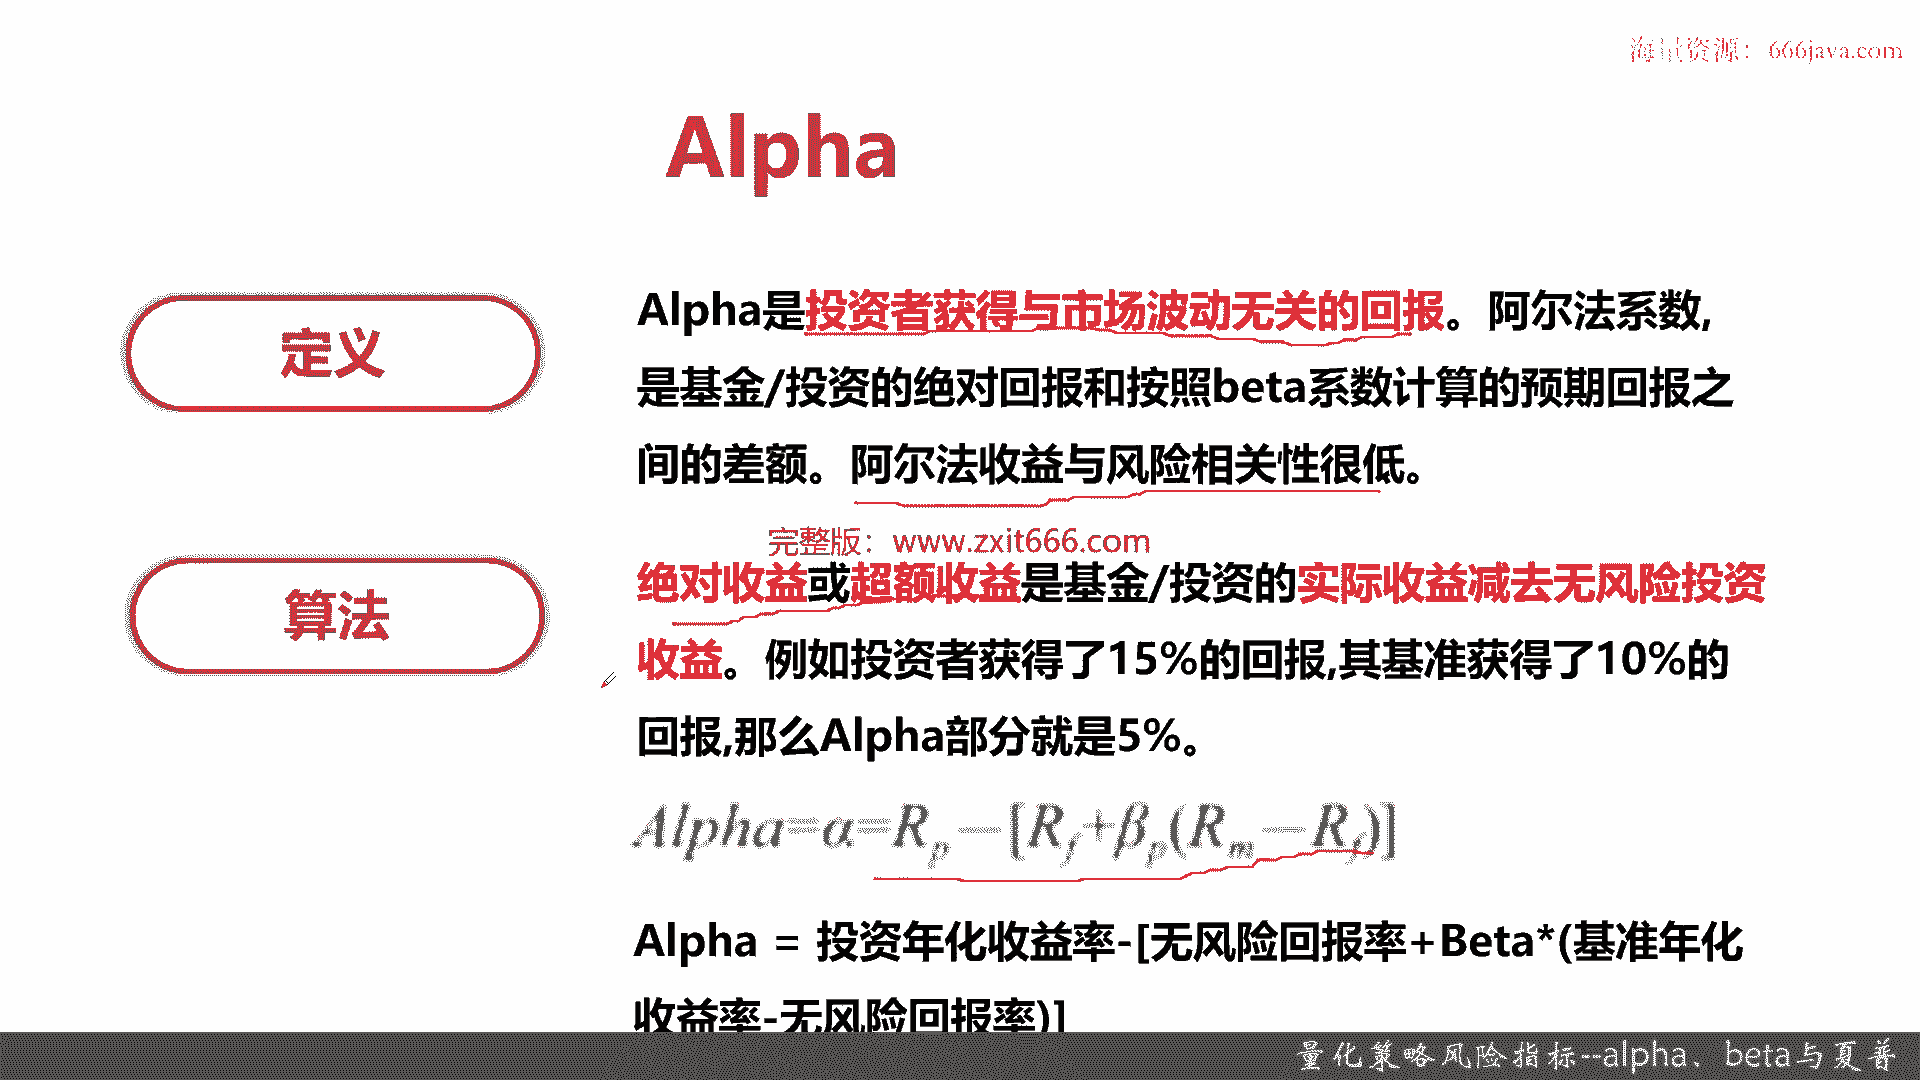 海量资源：666java.com
Alpha
定义
Alpha是投资者获得与市场波动无关的回报。阿尔法系数,
是基金/投资的绝对回报和按照beta系数计算的预期回报之
间的差额。阿尔法收益与风险相关性很低。
完整版：www.zxit666.com
算法
绝对收益或超额收益是基金/投资的实际收益减去无风险投资
收益。例如投资者获得了15%的回报,其基准获得了10%的
回报,那么Alpha部分就是5%。
Alpha=α=Rp−[Rf+βp(Rm−Rf)]
Alpha = 投资年化收益率-[无风险回报率+Beta*(基准年化
收益率-无风险回报率)]
量化策略风险指标--alpha、beta与夏普